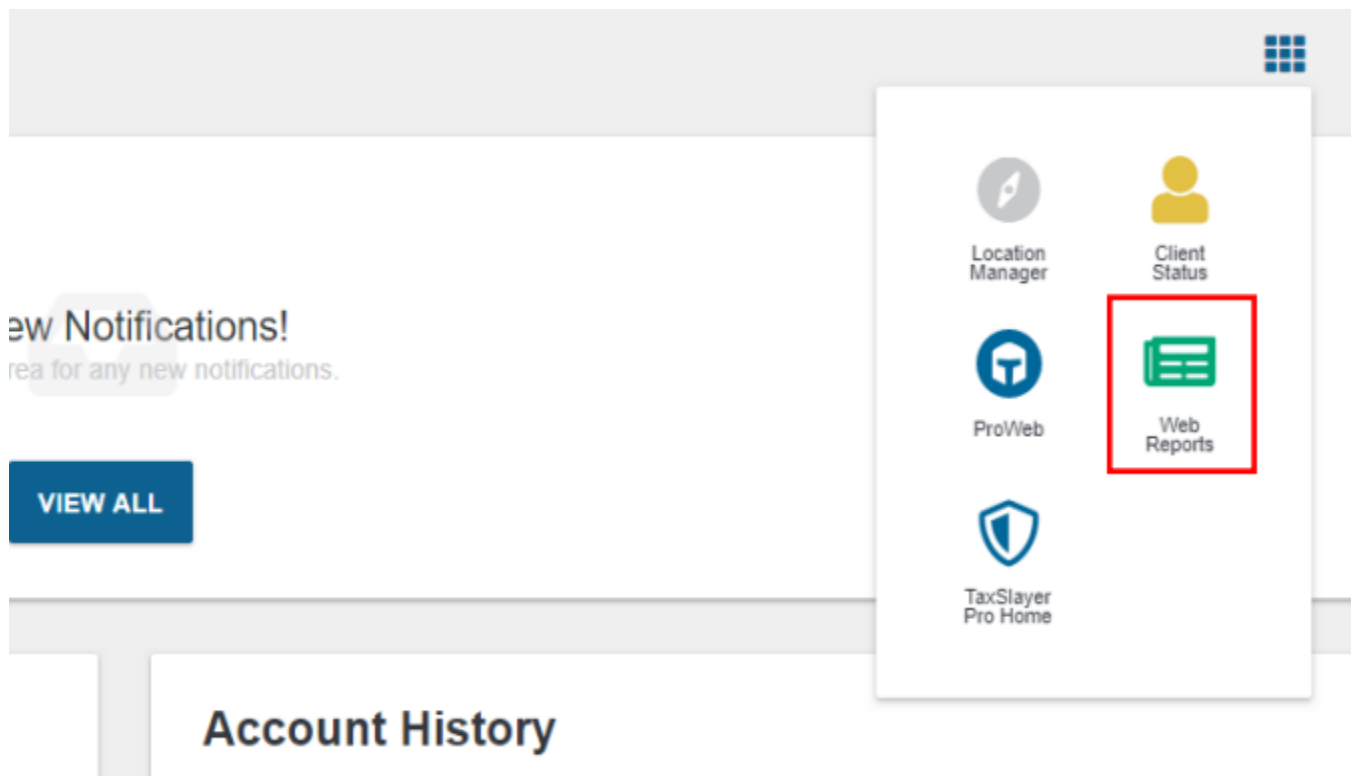 Location
Manager
Client
Status
ew Notifications!
rea for any new notifications.
ProWeb
Web
Reports
VIEW ALL
TaxSlayer
Pro Home
Account History